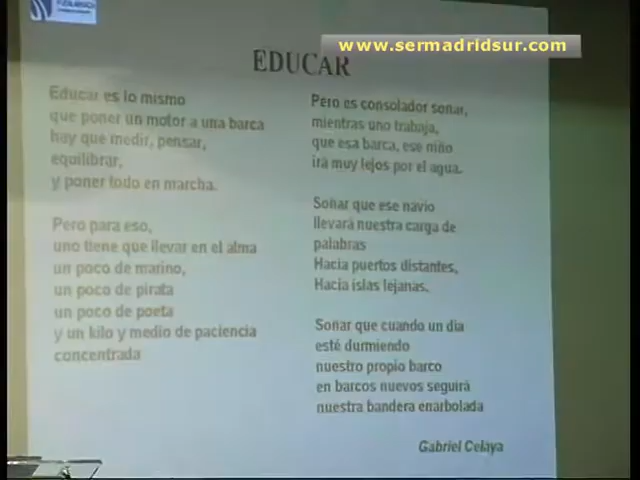 FUENLABRADA
www.sermadridsur.com
EDUCAR
Educar es lo mismo
que poner un motor a una barca
hay que medir, pensar,
equilibrar,
y poner todo en marcha.
Pero para eso,
uno tiene que llevar en el alma
un poco de marino,
un poco de pirata
un poco de poeta
y un kilo y medio de paciencia
concentrada
Pero es consolador soñar,
mientras uno trabaja,
que esa barca, ese niño
irá muy lejos por el agua.
Soñar que ese navio
llevará nuestra carga de
palabras
Hacia puertos distantes,
Hacia islas lejanas.
Soñar que cuando un dia
esté durmiendo
nuestro propio barco
en barcos nuevos seguirá
nuestra bandera enarbolada
Gabriel Celaya